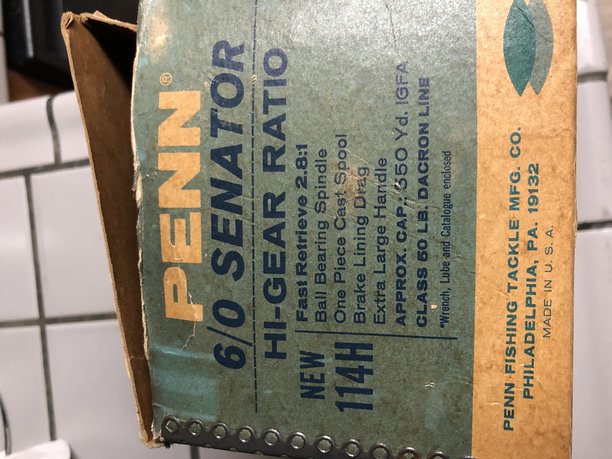 PENN®
6/0 SENATOR
HI-GEAR RATIO
NEW
114H
Fast Retrieve 2.8:1
Ball Bearing Spindle
One Piece Cast Spool
Brake Lining Drag
Extra Large Handle
APPROX. CAP.: 350 Yd. IGFA
CLASS 50 LB. DACRON LINE
*Wrench, Lube and Catalogue enclosed
PENN FISHING TACKLE MFG. CO.
PHILADELPHIA, PA. 19132
MADE IN U.S.A.